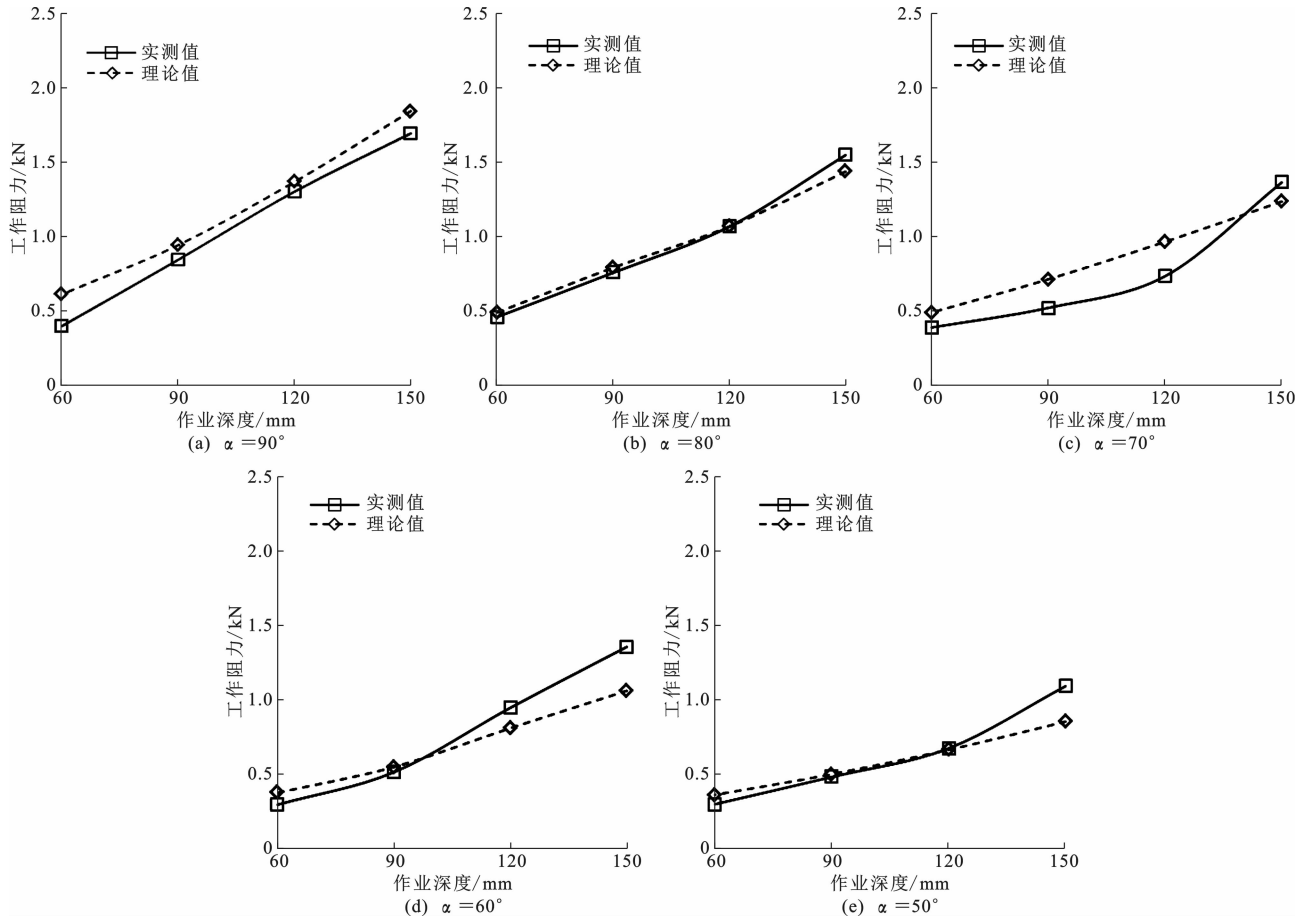 2.5
2.0
1.5
1.0
0.5
0
工作阻力/kN
实测值
理论值
60 90 120 150
作业深度/mm
(a) α=90°
2.5
2.0
1.5
1.0
0.5
0
工作阻力/kN
实测值
理论值
60 90 120 150
作业深度/mm
(b) α=80°
2.5
2.0
1.5
1.0
0.5
0
工作阻力/kN
实测值
理论值
60 90 120 150
作业深度/mm
(c) α=70°
2.5
2.0
1.5
1.0
0.5
0
工作阻力/kN
实测值
理论值
60 90 120 150
作业深度/mm
(d) α=60°
2.5
2.0
1.5
1.0
0.5
0
工作阻力/kN
实测值
理论值
60 90 120 150
作业深度/mm
(e) α=50°